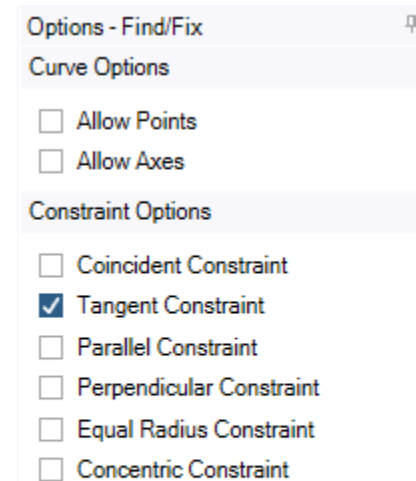 Options - Find/Fix
Curve Options
Allow Points
Allow Axes
Constraint Options
Coincident Constraint
Tangent Constraint
Parallel Constraint
Perpendicular Constraint
Equal Radius Constraint
Concentric Constraint